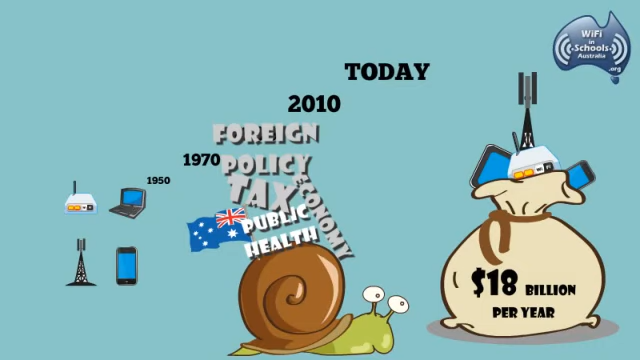 WiFi
in
Schools
Australia
.org
TODAY
2010
1970
1950
FOREIGN
POLICY
TAX
ECONOMY
PUBLIC
HEALTH
$18 BILLION
PER YEAR